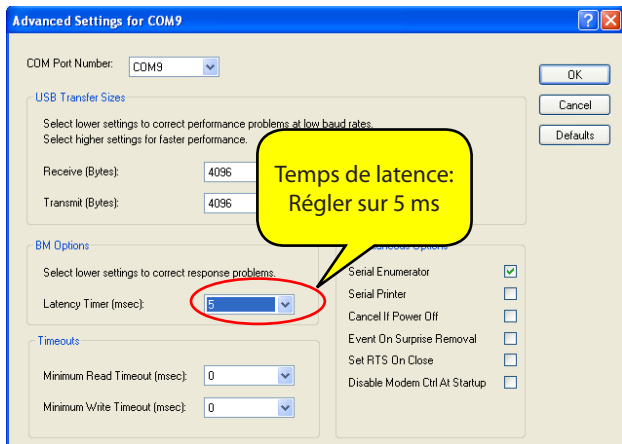 Advanced Settings for COM9
COM Port Number: COM9
OK
USB Transfer Sizes
Cancel
Select lower settings to correct performance problems at low baud rates.
Select higher settings for faster performance.
Defaults
Receive (Bytes): 4096
Transmit (Bytes): 4096
Temps de latence:
Régler sur 5 ms
BM Options
Options
Select lower settings to correct response problems.
Latency Timer (msec): 5
Serial Enumerator
Serial Printer
Cancel If Power Off
Event On Surprise Removal
Set RTS On Close
Disable Modem Ctrl At Startup
Timeouts
Minimum Read Timeout (msec): 0
Minimum Write Timeout (msec): 0